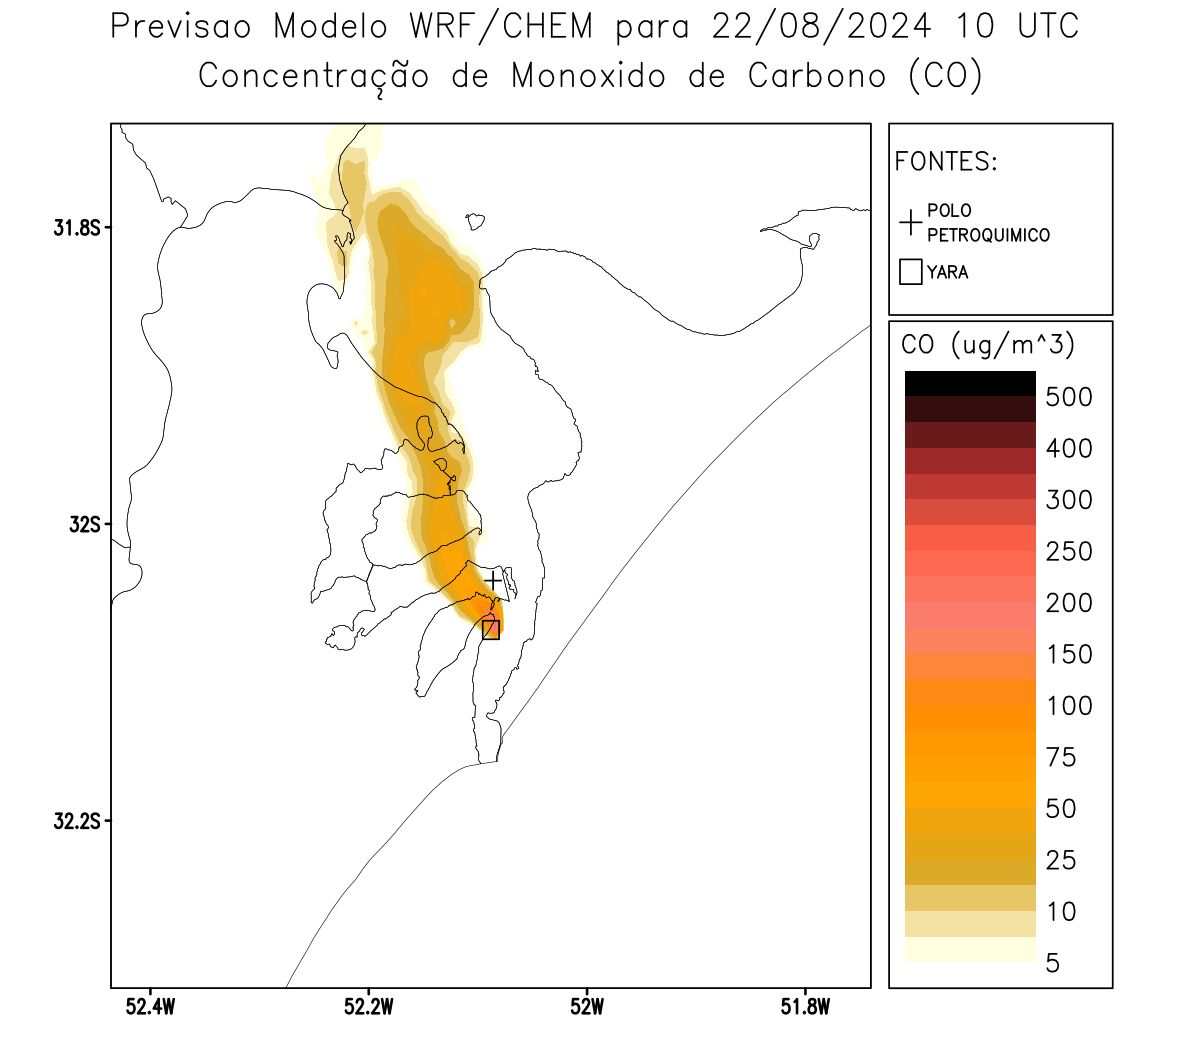 Previsao Modelo WRF/CHEM para 22/08/2024 10 UTC
Concentração de Monoxido de Carbono (CO)
FONTES:
POLO
PETROQUIMICO
YARA
CO (ug/m^3)
500
400
300
250
200
150
100
75
50
25
10
5
31.8S
32S
32.2S
52.4W
52.2W
52W
51.8W